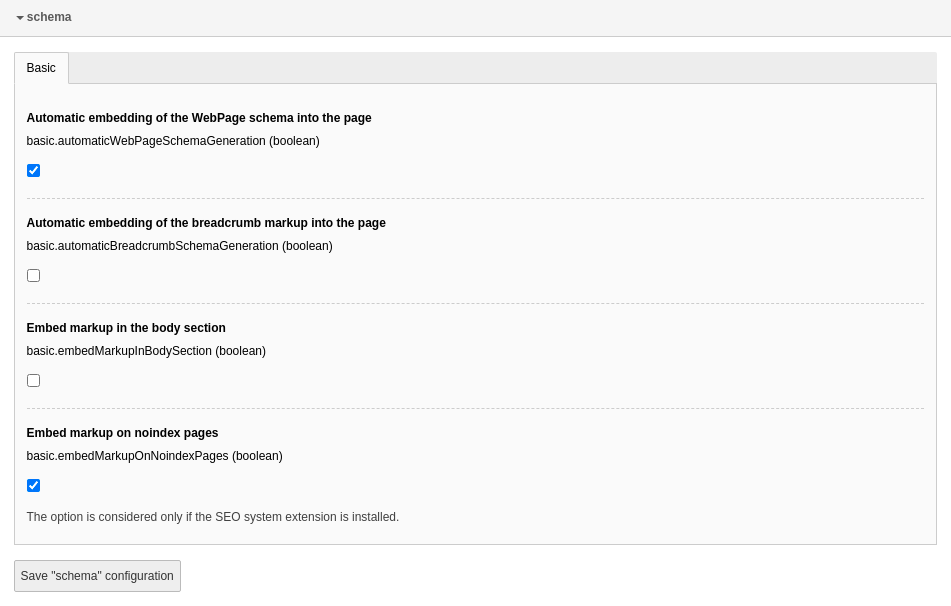 schema
Basic
Automatic embedding of the WebPage schema into the page
basic.automaticWebPageSchemaGeneration (boolean)
Automatic embedding of the breadcrumb markup into the page
basic.automaticBreadcrumbSchemaGeneration (boolean)
Embed markup in the body section
basic.embedMarkupInBodySection (boolean)
Embed markup on noindex pages
basic.embedMarkupOnNoindexPages (boolean)
The option is considered only if the SEO system extension is installed.
Save "schema" configuration